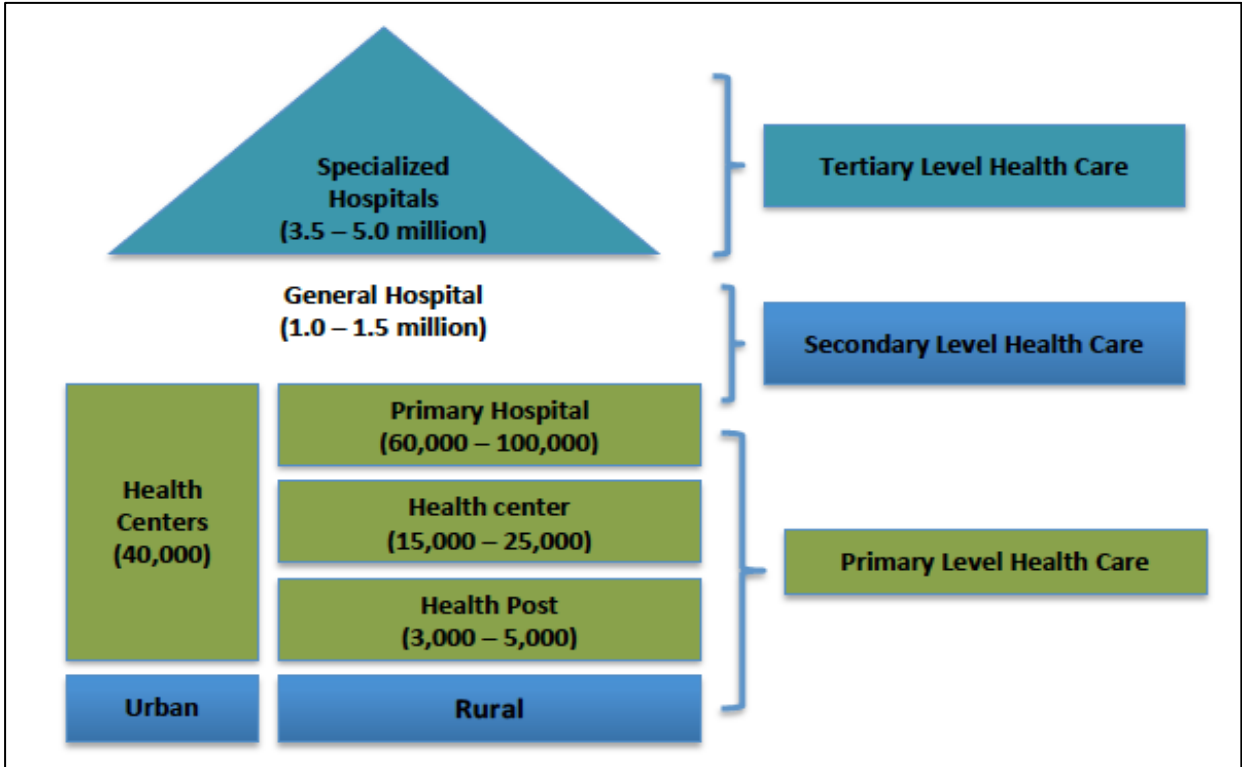 Specialized
Hospitals
(3.5 – 5.0 million)
Tertiary Level Health Care
General Hospital
(1.0 – 1.5 million)
Secondary Level Health Care
Health
Centers
(40,000)
Primary Hospital
(60,000 – 100,000)
Health center
(15,000 – 25,000)
Health Post
(3,000 – 5,000)
Primary Level Health Care
Urban
Rural